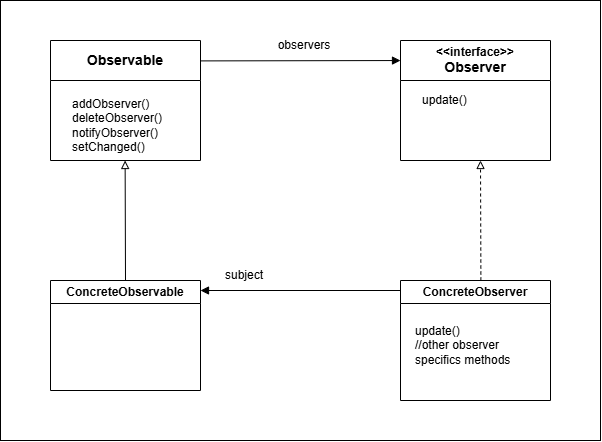 observers
Observable
<<interface>>
Observer
addObserver()
deleteObserver()
notifyObserver()
setChanged()
update()
subject
ConcreteObservable
ConcreteObserver
update()
//other observer
specifics methods